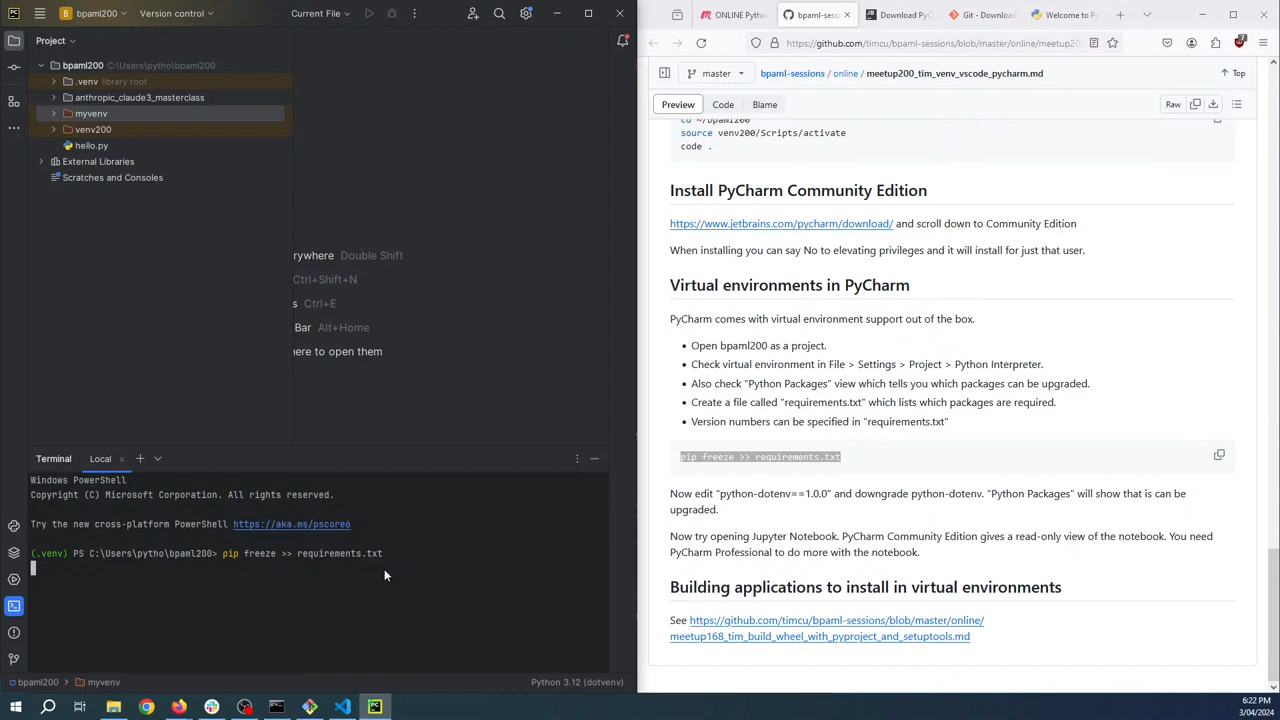 bpaml200
Version control
Current File
ONLINE Pytho
bpaml-sess
Download PyC
Git - Downloa
Welcome to Py
https://github.com/timcu/bpaml-sessions/blob/master/online/meetup20
Project
bpaml200 C:\Users\pytho\bpaml200
.venv library root
anthropic_claude3_masterclass
myvenv
venv200
hello.py
External Libraries
Scratches and Consoles
rywhere Double Shift
Ctrl+Shift+N
s Ctrl+E
Bar Alt+Home
here to open them
master
bpaml-sessions / online / meetup200_tim_venv_vscode_pycharm.md
Top
Preview
Code
Blame
Raw
cd ~/bpaml200
source venv200/Scripts/activate
code .
Install PyCharm Community Edition
https://www.jetbrains.com/pycharm/download/ and scroll down to Community Edition
When installing you can say No to elevating privileges and it will install for just that user.
Virtual environments in PyCharm
PyCharm comes with virtual environment support out of the box.
• Open bpaml200 as a project.
• Check virtual environment in File > Settings > Project > Python Interpreter.
• Also check "Python Packages" view which tells you which packages can be upgraded.
• Create a file called "requirements.txt" which lists which packages are required.
• Version numbers can be specified in "requirements.txt"
pip freeze >> requirements.txt
Now edit "python-dotenv==1.0.0" and downgrade python-dotenv. "Python Packages" will show that is can be
upgraded.
Now try opening Jupyter Notebook. PyCharm Community Edition gives a read-only view of the notebook. You need
PyCharm Professional to do more with the notebook.
Building applications to install in virtual environments
See https://github.com/timcu/bpaml-sessions/blob/master/online/
meetup168_tim_build_wheel_with_pyproject_and_setuptools.md
Terminal
Local
Windows PowerShell
Copyright (C) Microsoft Corporation. All rights reserved.
Try the new cross-platform PowerShell https://aka.ms/pscore6
(.venv) PS C:\Users\pytho\bpaml200> pip freeze >> requirements.txt
bpaml200 > myvenv
Python 3.12 (dotvenv)
6:22 PM
3/04/2024